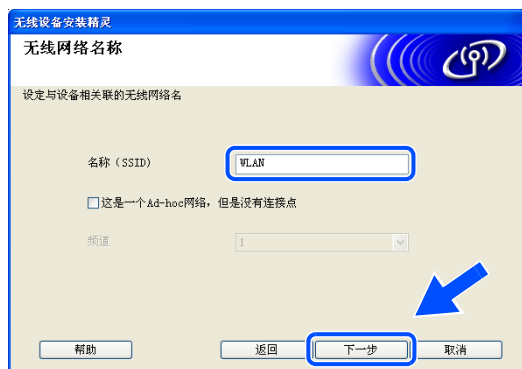 无线设备安装精灵
无线网络名称
设定与设备相关联的无线网络名
名称（SSID） WLAN
这是一个Ad-hoc网络，但是没有连接点
频道 1
帮助 返回 下一步 取消